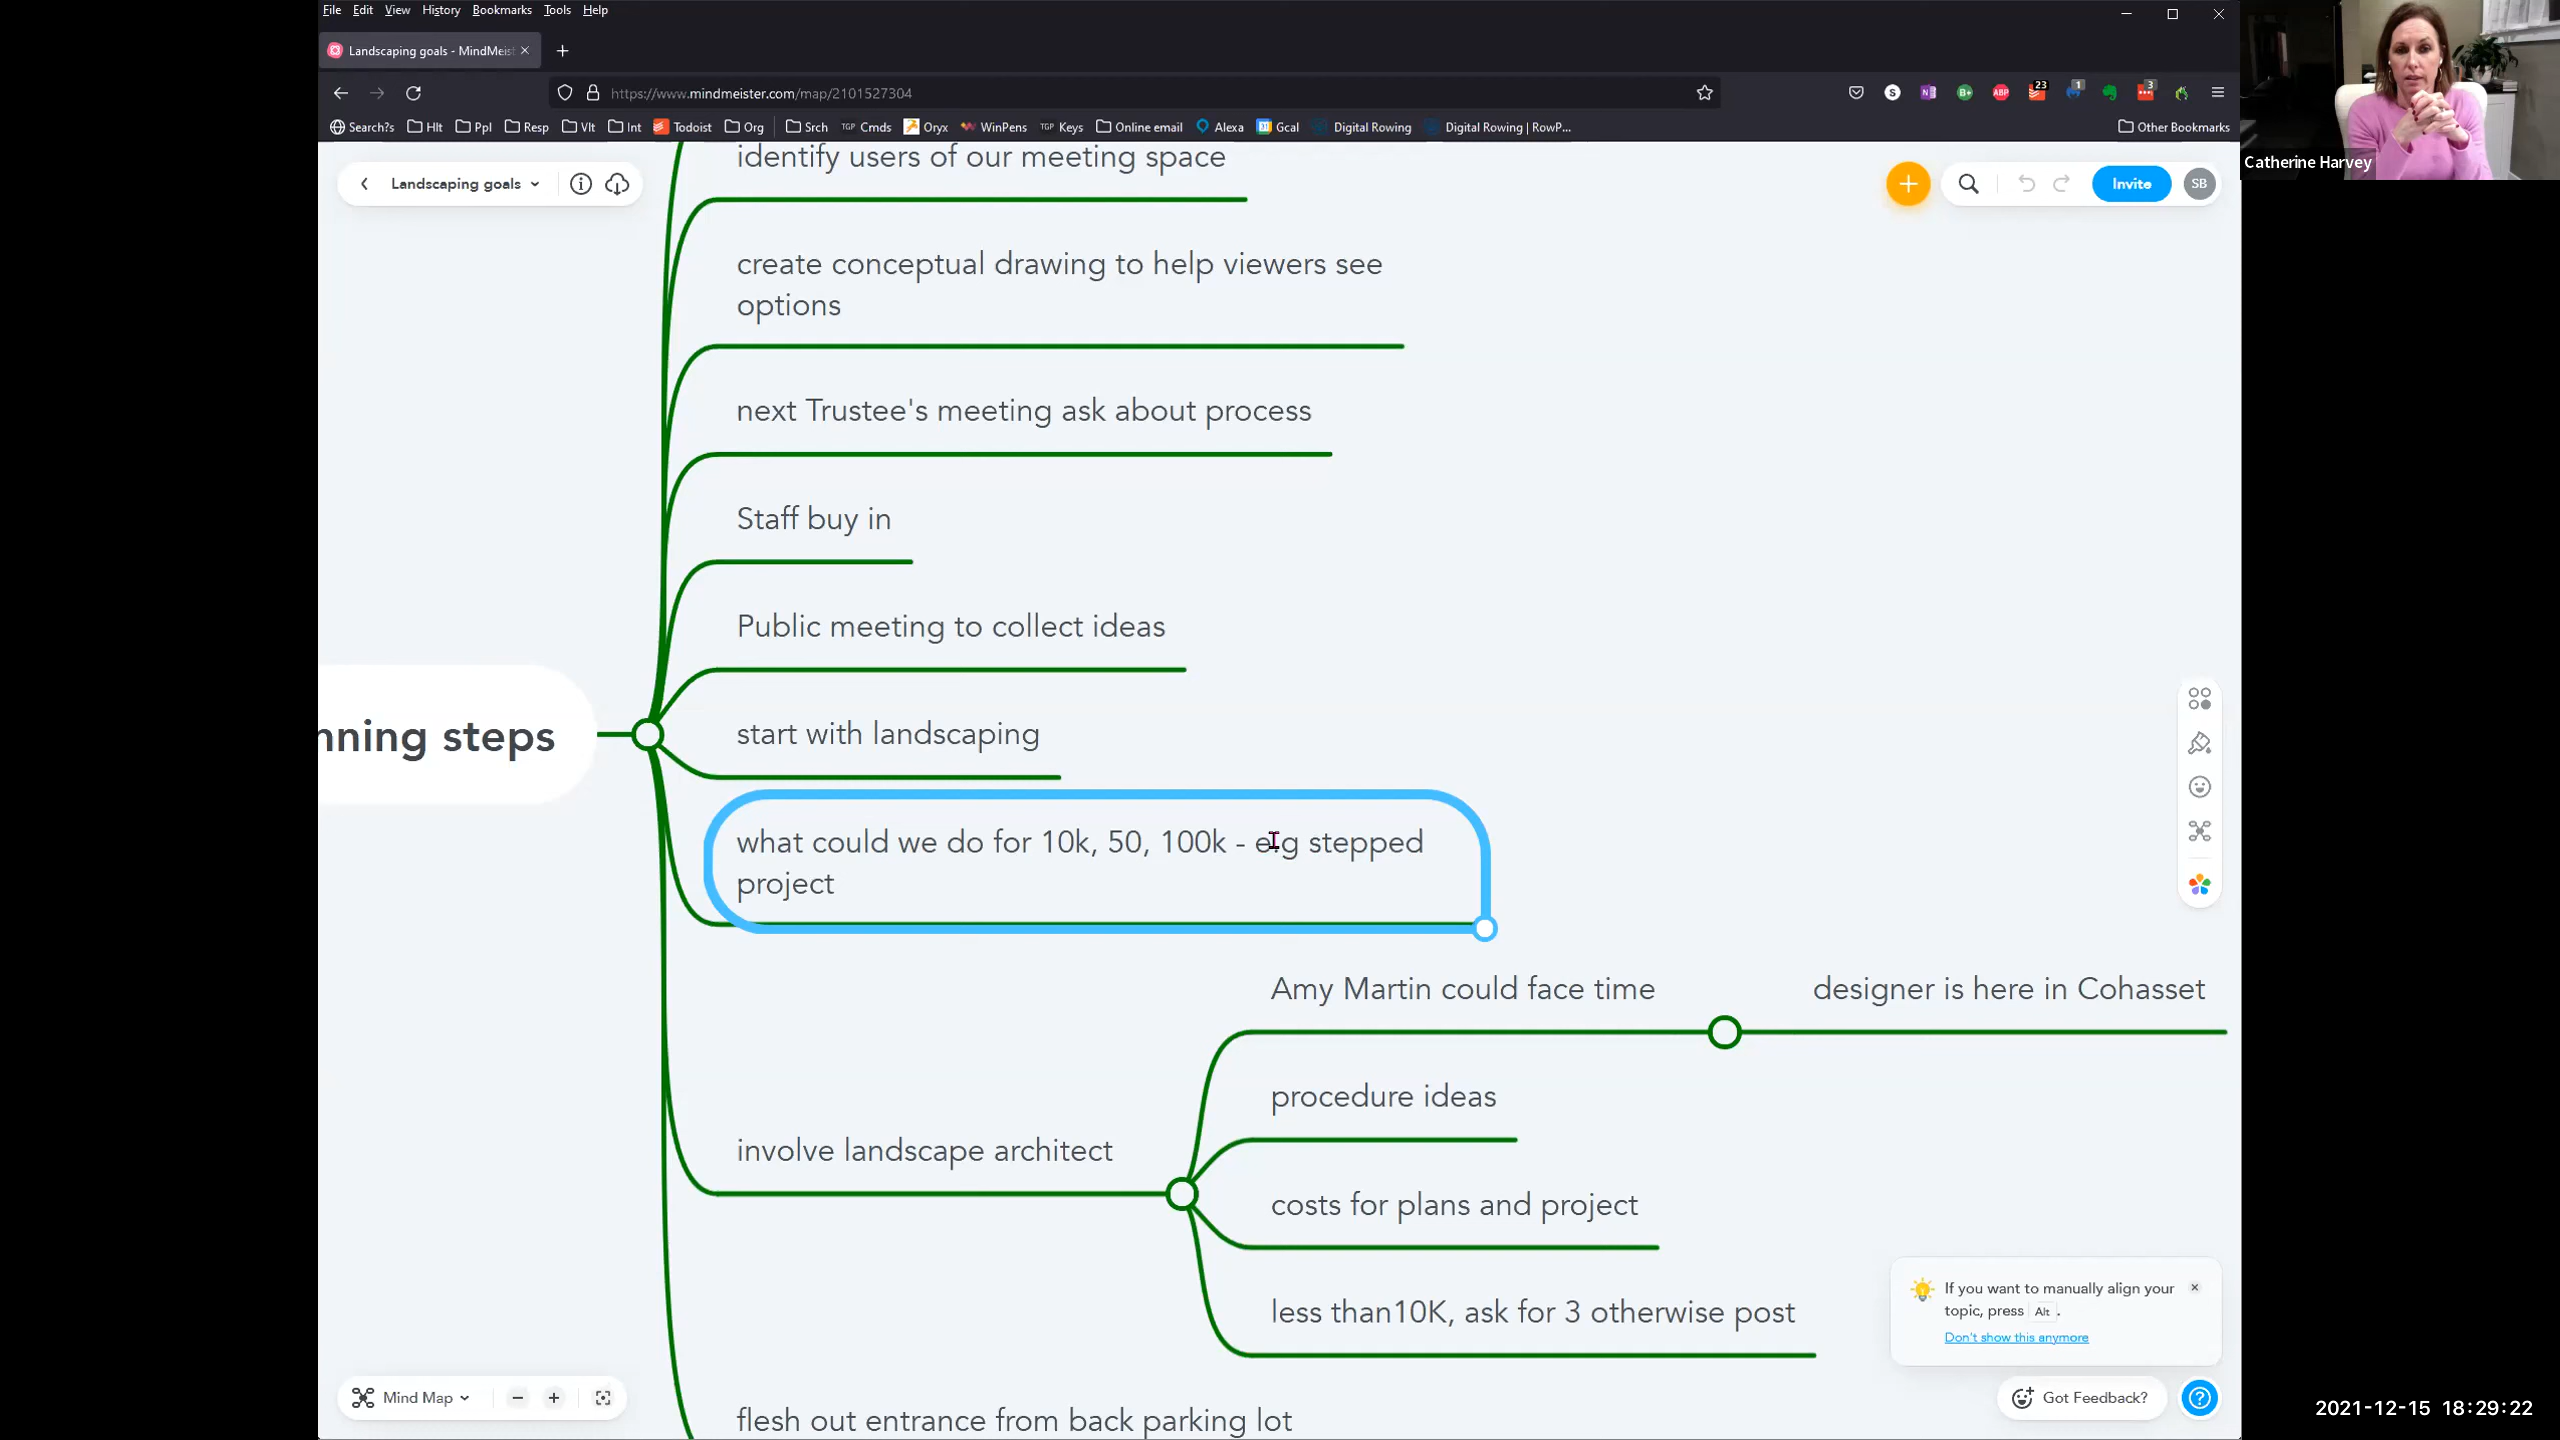 File Edit View History Bookmarks Tools Help
Landscaping goals - MindMeist
https://www.mindmeister.com/map/2101527304
S
N
B+
ABP
23
1
3
Search?s Hlt Ppl Resp Vlt Int Todoist Org Srch TGP Cmds Oryx WinPens TGP Keys Online email Alexa Gcal Digital Rowing Digital Rowing | RowP... Other Bookmarks
Catherine Harvey
Landscaping goals
Invite
SB
identify users of our meeting space
create conceptual drawing to help viewers see
options
next Trustee's meeting ask about process
Staff buy in
Public meeting to collect ideas
nning steps
start with landscaping
what could we do for 10k, 50, 100k - e.g stepped
project
Amy Martin could face time
designer is here in Cohasset
procedure ideas
involve landscape architect
costs for plans and project
less than10K, ask for 3 otherwise post
flesh out entrance from back parking lot
If you want to manually align your
topic, press Alt .
Don't show this anymore
Mind Map
Got Feedback?
2021-12-15 18:29:22